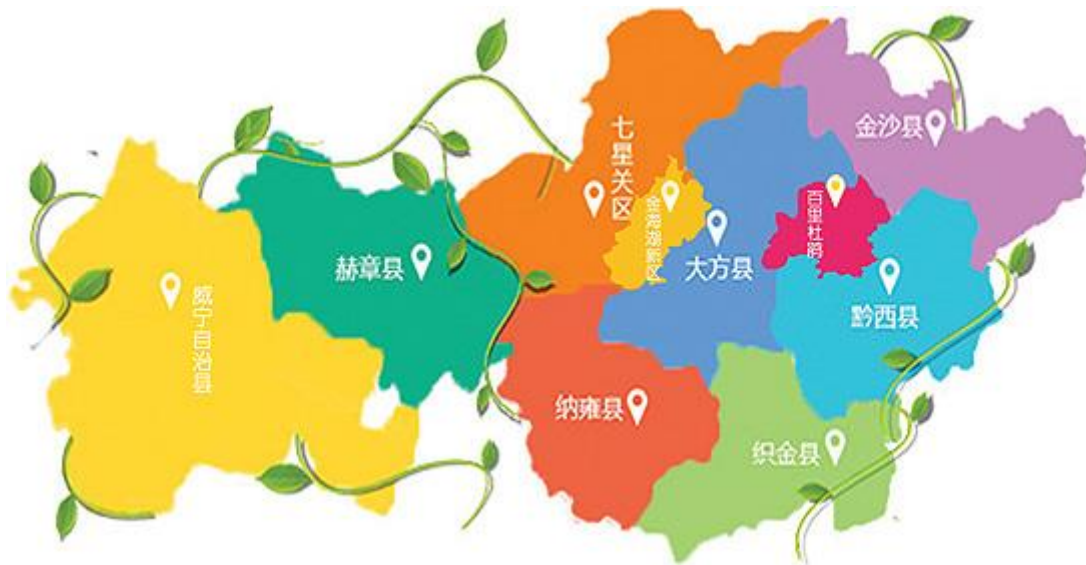 七星关区
金沙县
百里杜鹃
金海湖新区
赫章县
大方县
威宁自治县
黔西县
纳雍县
织金县